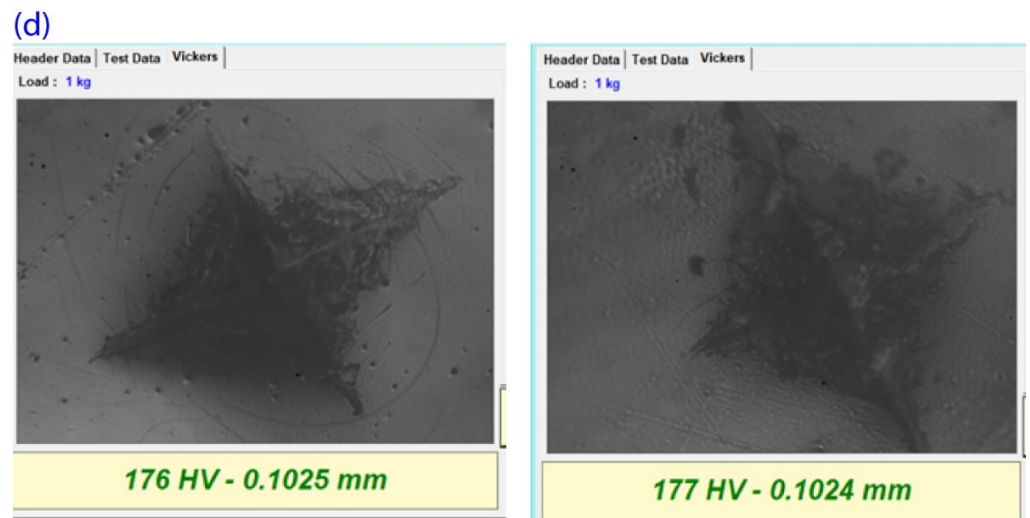 (d)
Header Data Test Data Vickers
Load : 1 kg
176 HV - 0.1025 mm
Header Data Test Data Vickers
Load : 1 kg
177 HV - 0.1024 mm